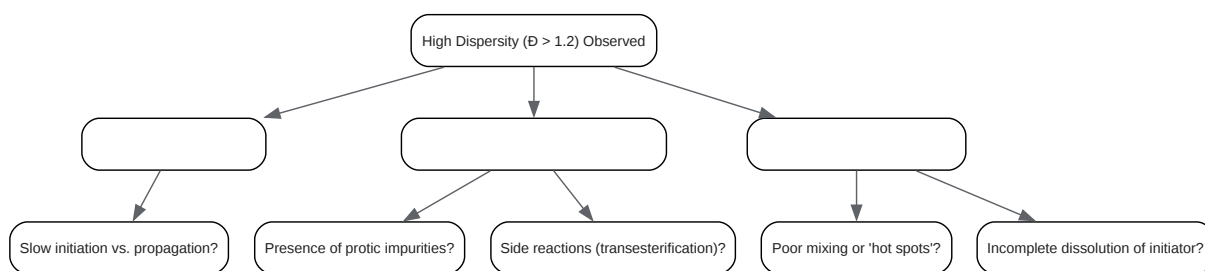 High Dispersity (Đ > 1.2) Observed
Slow initiation vs. propagation?
Presence of protic impurities?
Side reactions (transesterification)?
Poor mixing or 'hot spots'?
Incomplete dissolution of initiator?